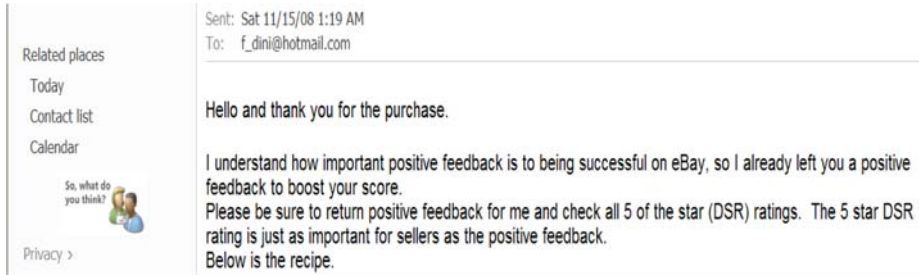 Sent: Sat 11/15/08 1:19 AM
To: f_dini@hotmail.com
Related places
Today
Contact list
Calendar
So, what do
you think?
Privacy >
Hello and thank you for the purchase.
I understand how important positive feedback is to being successful on eBay, so I already left you a positive
feedback to boost your score.
Please be sure to return positive feedback for me and check all 5 of the star (DSR) ratings. The 5 star DSR
rating is just as important for sellers as the positive feedback.
Below is the recipe.